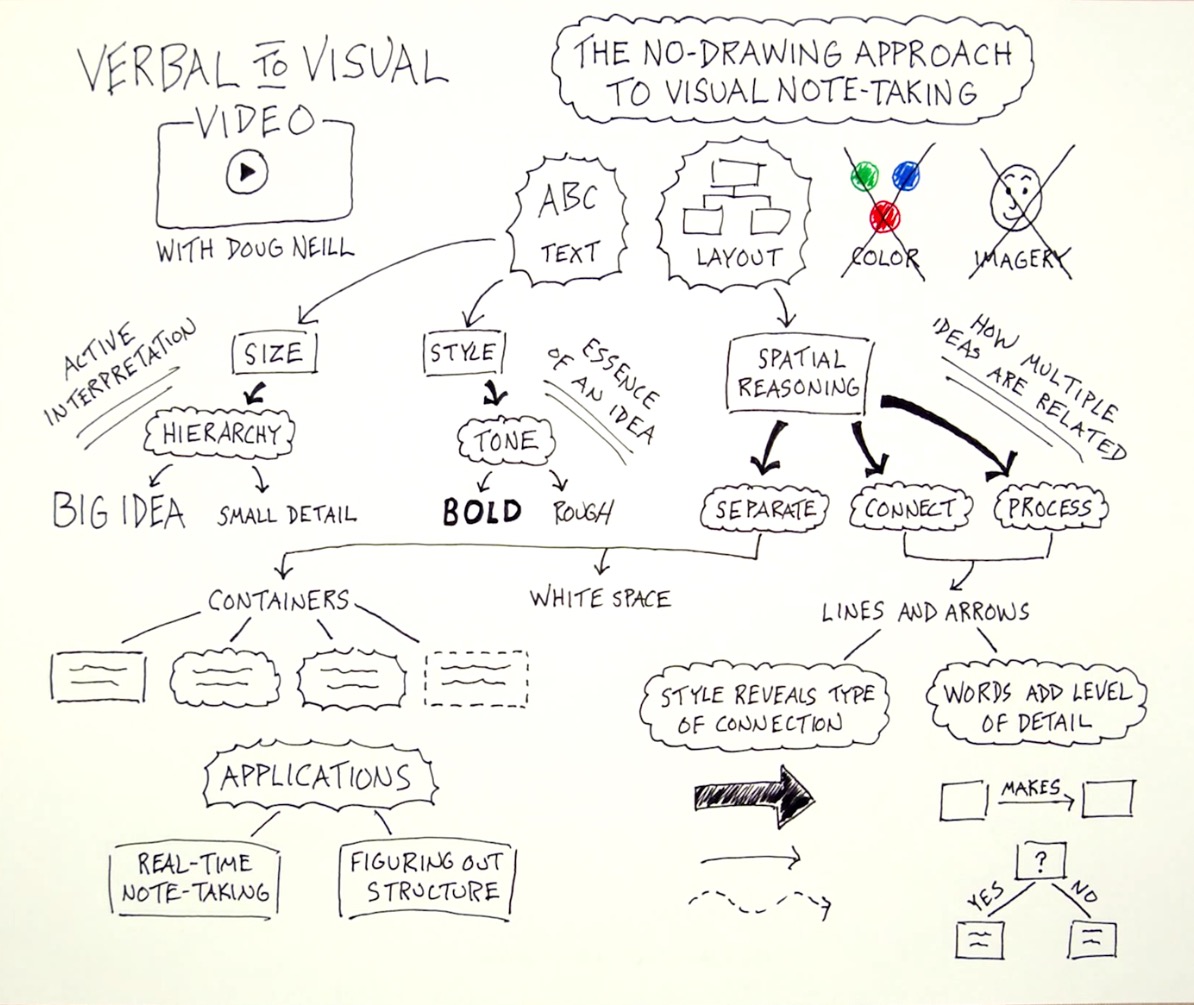 VERBAL TO VISUAL
VIDEO
WITH DOUG NEILL
THE NO-DRAWING APPROACH
TO VISUAL NOTE-TAKING
ABC
TEXT
LAYOUT
COLOR
IMAGERY
ACTIVE
INTERPRETATION
SIZE
HIERARCHY
BIG IDEA
SMALL DETAIL
STYLE
TONE
BOLD
ROUGH
ESSENCE
OF AN IDEA
SPATIAL
REASONING
HOW MULTIPLE
IDEAS ARE RELATED
SEPARATE
CONNECT
PROCESS
CONTAINERS
WHITE SPACE
LINES AND ARROWS
STYLE REVEALS TYPE
OF CONNECTION
WORDS ADD LEVEL
OF DETAIL
MAKES
?
YES
NO
APPLICATIONS
REAL-TIME
NOTE-TAKING
FIGURING OUT
STRUCTURE